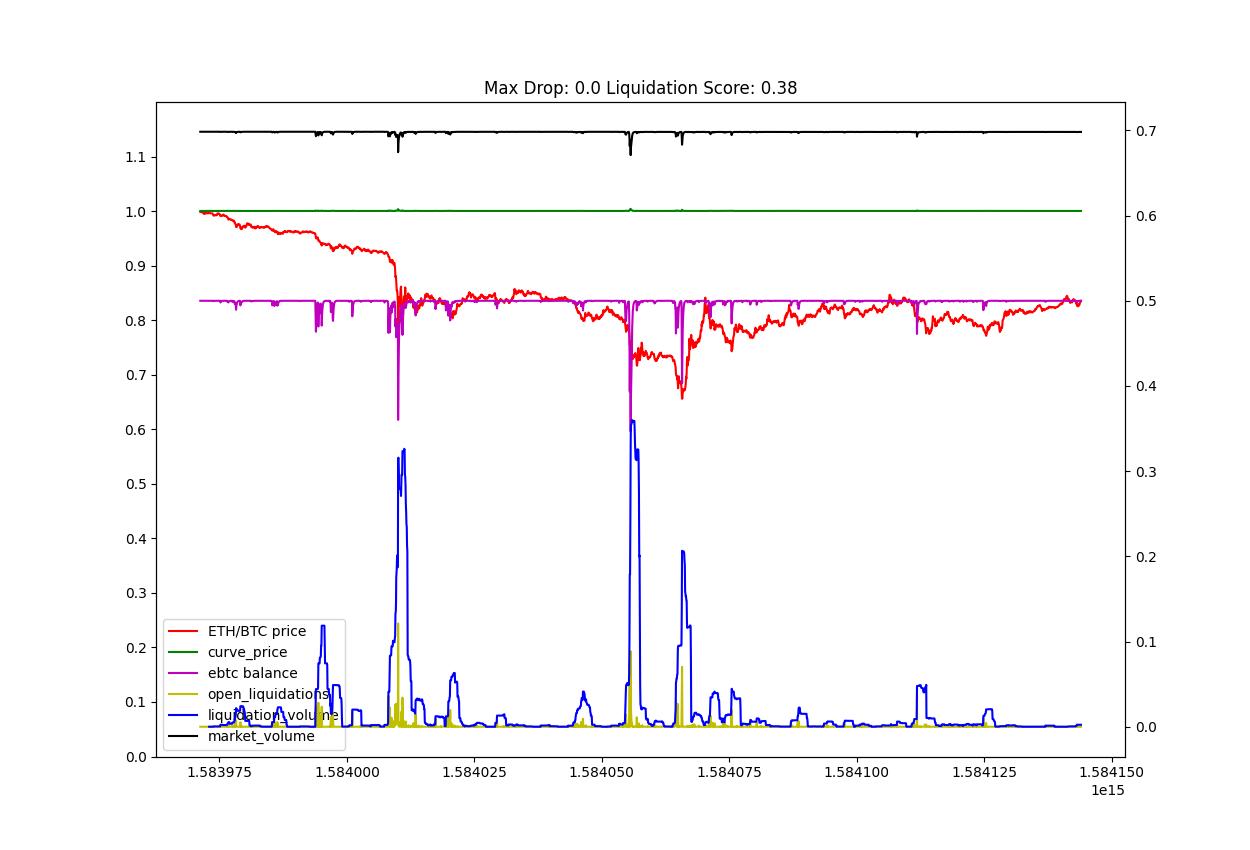 Max Drop: 0.0 Liquidation Score: 0.38
1.1
1.0
0.9
0.8
0.7
0.6
0.5
0.4
0.3
0.2
0.1
0.0
0.7
0.6
0.5
0.4
0.3
0.2
0.1
0.0
ETH/BTC price
curve_price
ebtc balance
open_liquidations
liquidation_volume
market_volume
1.583975 1.584000 1.584025 1.584050 1.584075 1.584100 1.584125 1.584150
1e15